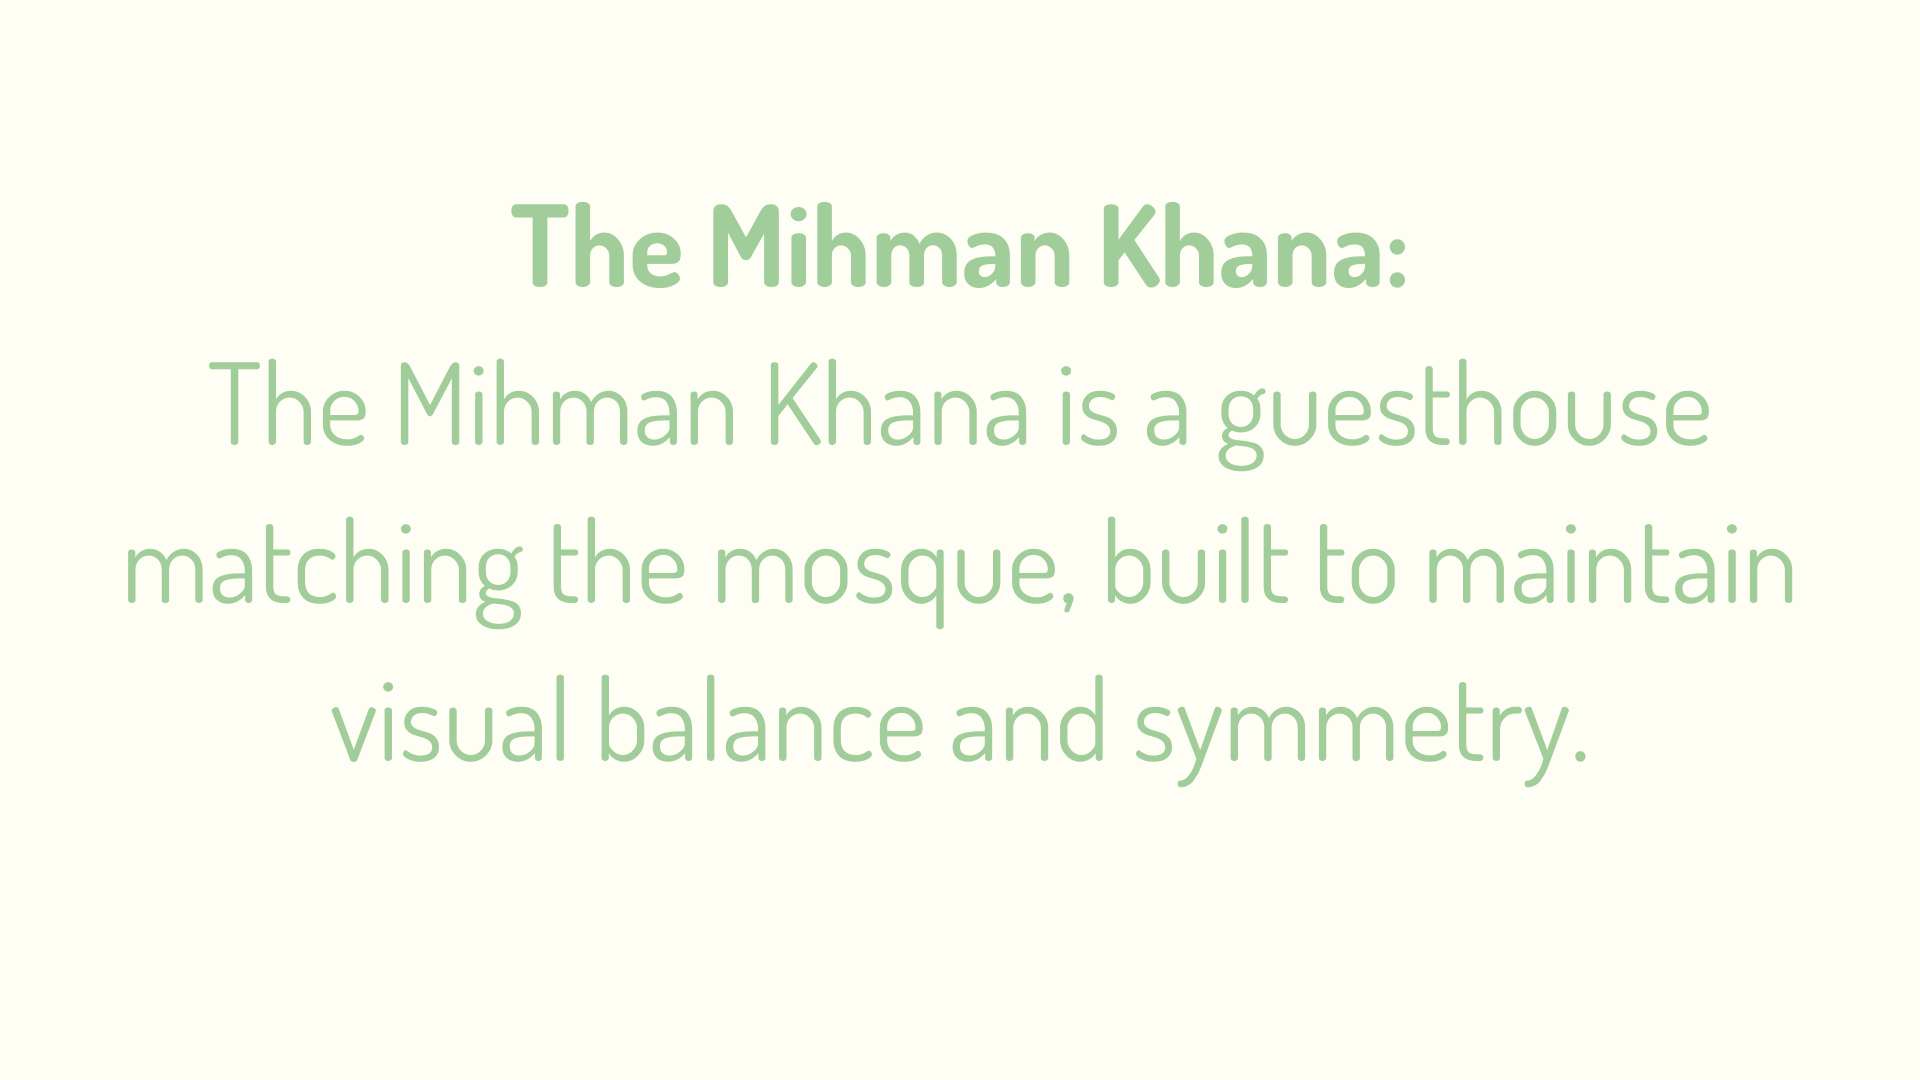 The Mihman Khana:
The Mihman Khana is a guesthouse
matching the mosque, built to maintain
visual balance and symmetry.